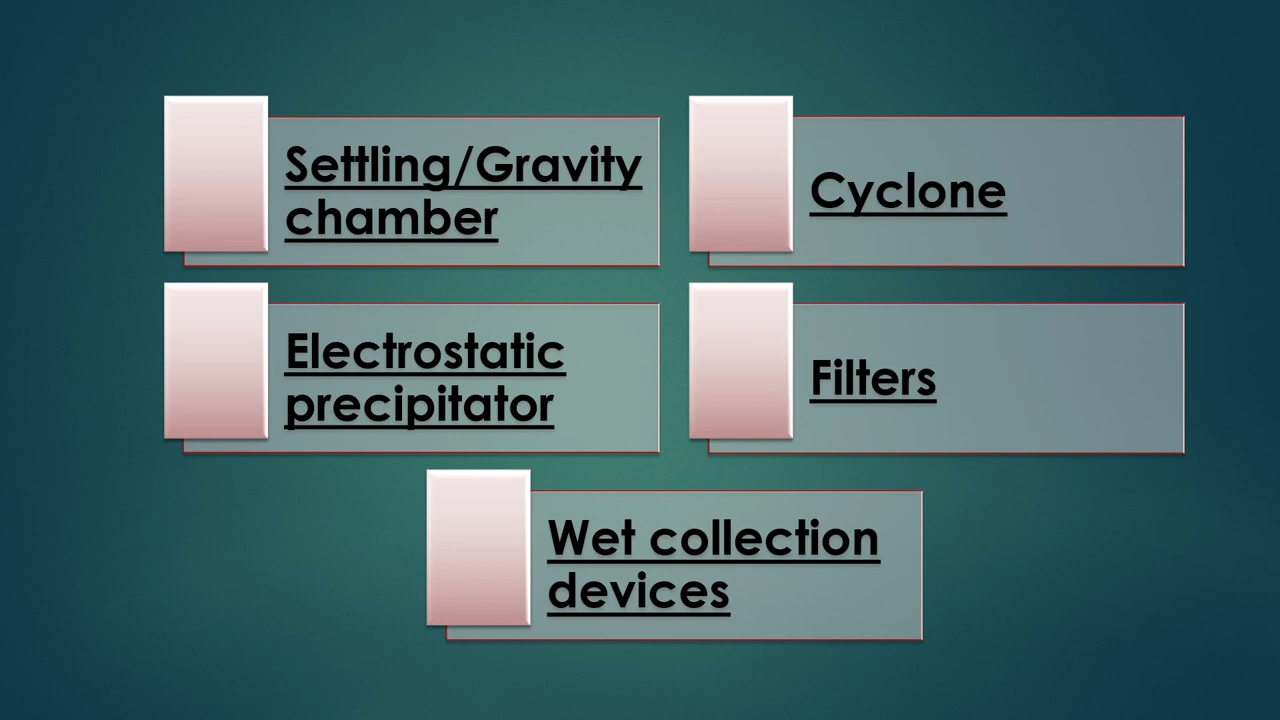 Settling/Gravity
chamber
Cyclone
Electrostatic
precipitator
Filters
Wet collection
devices